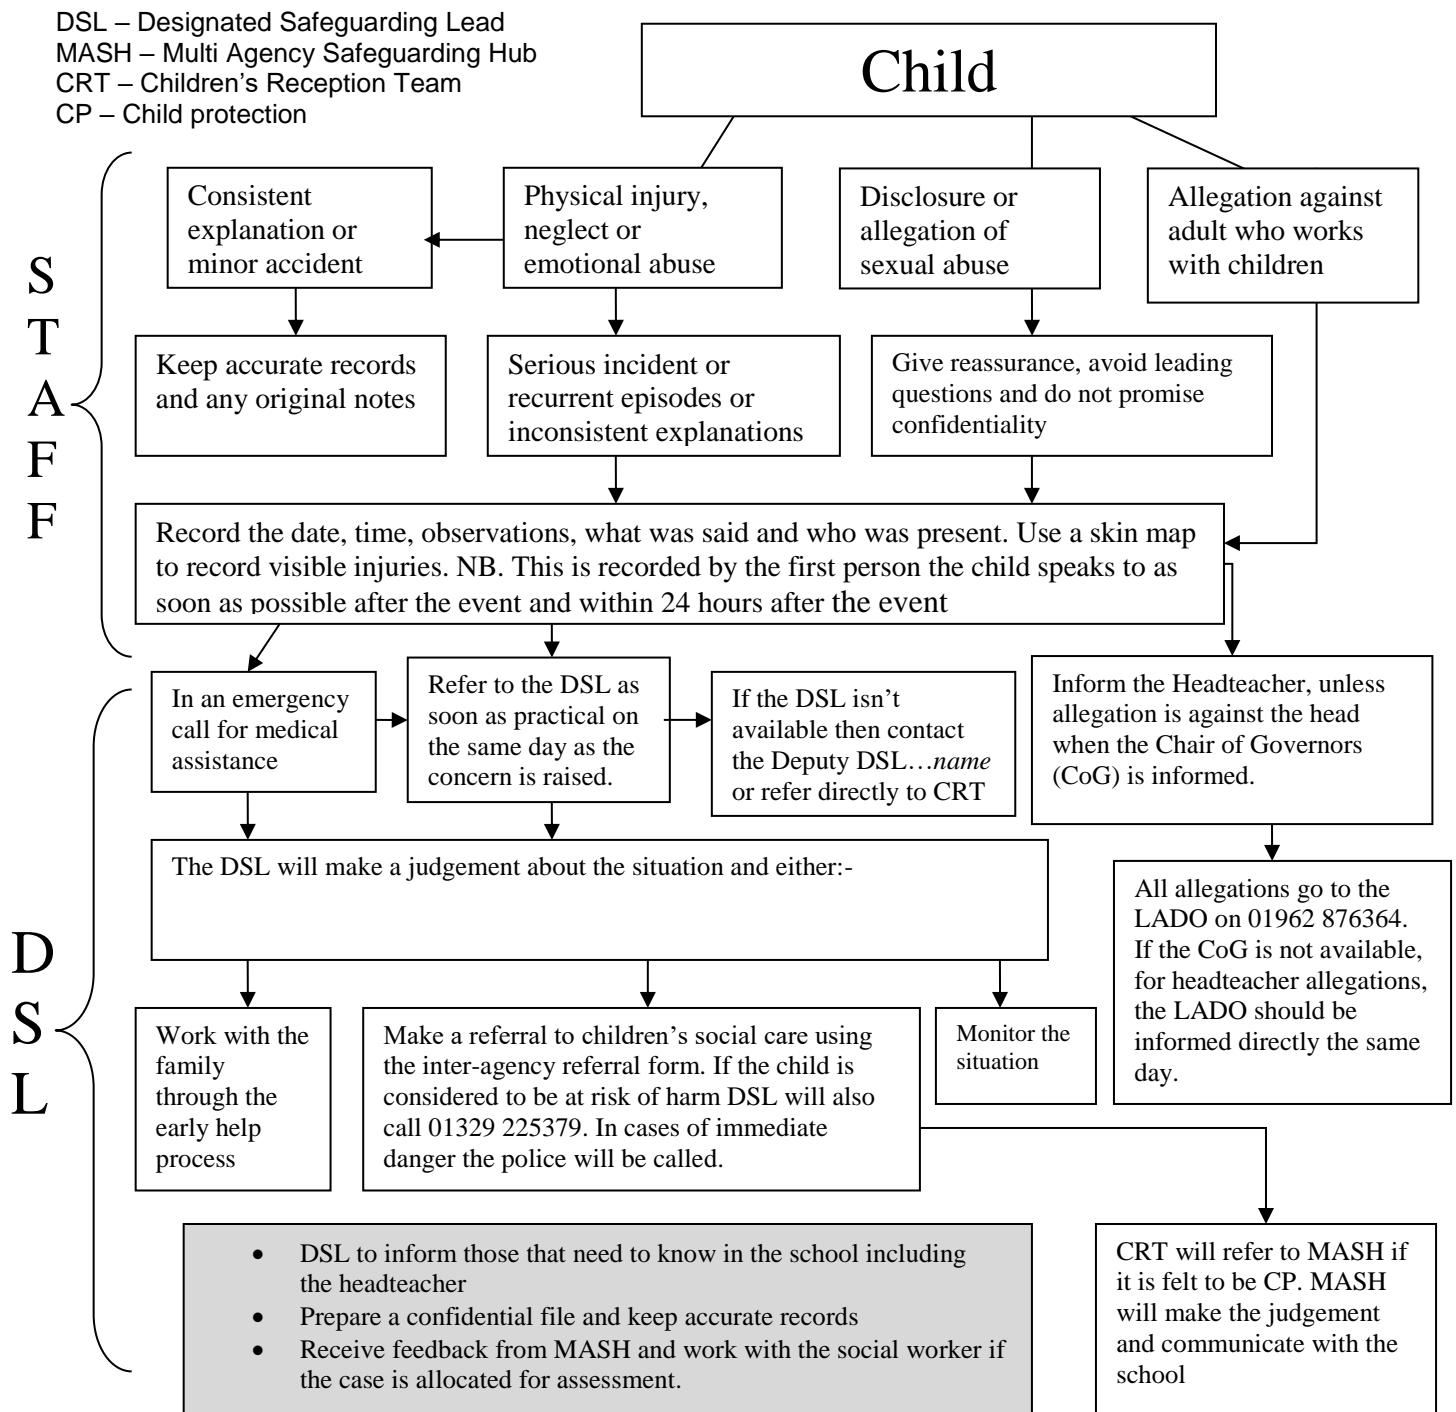 DSL – Designated Safeguarding Lead
MASH – Multi Agency Safeguarding Hub
CRT – Children's Reception Team
CP – Child protection
Child
S
T
A
F
F
Consistent
explanation or
minor accident
Physical injury,
neglect or
emotional abuse
Disclosure or
allegation of
sexual abuse
Allegation against
adult who works
with children
Keep accurate records
and any original notes
Serious incident or
recurrent episodes or
inconsistent explanations
Give reassurance, avoid leading
questions and do not promise
confidentiality
Record the date, time, observations, what was said and who was present. Use a skin map
to record visible injuries. NB. This is recorded by the first person the child speaks to as
soon as possible after the event and within 24 hours after the event
D
S
L
In an emergency
call for medical
assistance
Refer to the DSL as
soon as practical on
the same day as the
concern is raised.
If the DSL isn't
available then contact
the Deputy DSL…name
or refer directly to CRT
Inform the Headteacher, unless
allegation is against the head
when the Chair of Governors
(CoG) is informed.
The DSL will make a judgement about the situation and either:-
All allegations go to the
LADO on 01962 876364.
If the CoG is not available,
for headteacher allegations,
the LADO should be
informed directly the same
day.
Work with the
family
through the
early help
process
Make a referral to children's social care using
the inter-agency referral form. If the child is
considered to be at risk of harm DSL will also
call 01329 225379. In cases of immediate
danger the police will be called.
Monitor the
situation
• DSL to inform those that need to know in the school including
the headteacher
• Prepare a confidential file and keep accurate records
• Receive feedback from MASH and work with the social worker if
the case is allocated for assessment.
CRT will refer to MASH if
it is felt to be CP. MASH
will make the judgement
and communicate with the
school